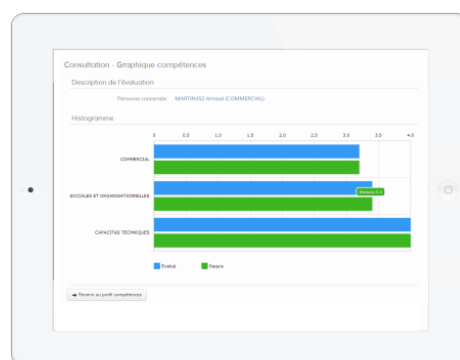 Consultation - Graphique compétences
Description de l'évaluation
Personne concernée: MARTIN152 Arnaud (COMMERCIAL)
Histogramme
0 0.5 1.0 1.5 2.0 2.5 3.0 3.5 4.0
COMMERCIAL
SOCIALES ET ORGANISATIONNELLES
CAPACITES TECHNIQUES
Evalué Requis
Revenir au profil compétences